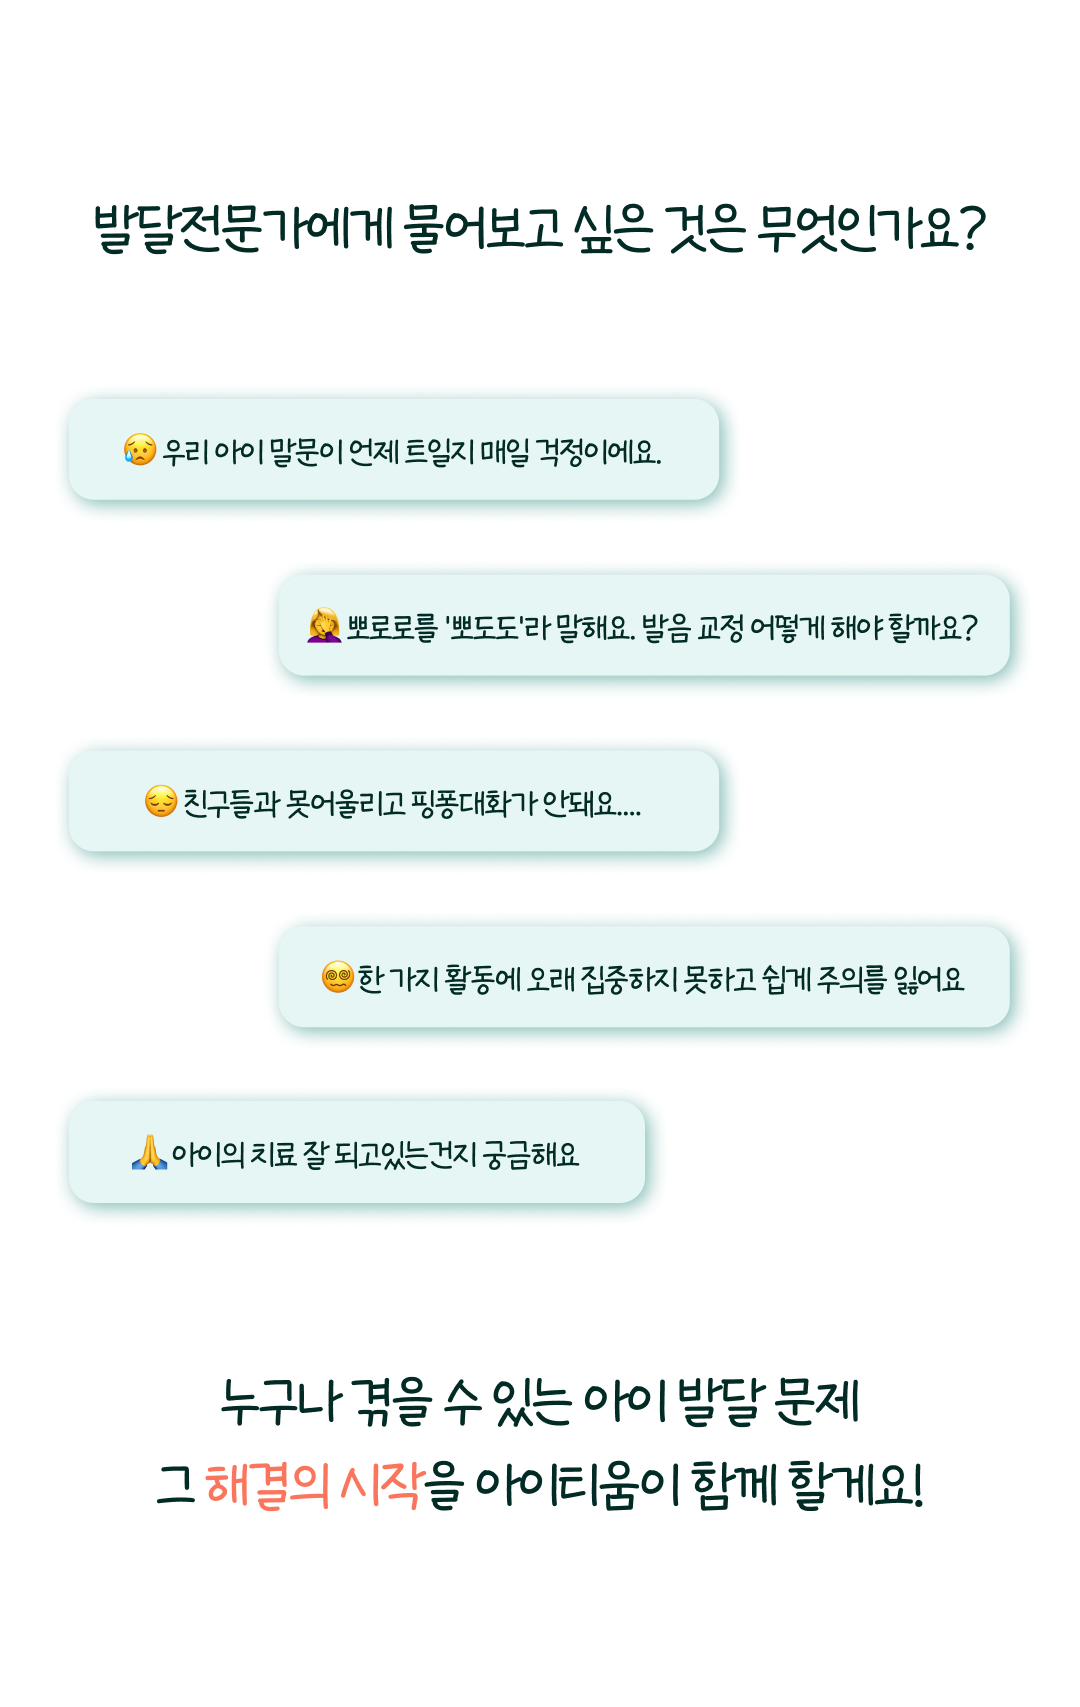 발달전문가에게 물어보고 싶은 것은 무엇인가요?
😥 우리 아이 말문이 언제 트일지 매일 걱정이에요.
🤦‍♀️ 뽀로로를 '뽀도도'라 말해요. 발음 교정 어떻게 해야 할까요?
😔 친구들과 못어울리고 핑퐁대화가 안돼요....
😵‍💫 한 가지 활동에 오래 집중하지 못하고 쉽게 주의를 잃어요
🙏 아이의 치료 잘 되고있는건지 궁금해요
누구나 겪을 수 있는 아이 발달 문제
그 해결의 시작을 아이티움이 함께 할게요!